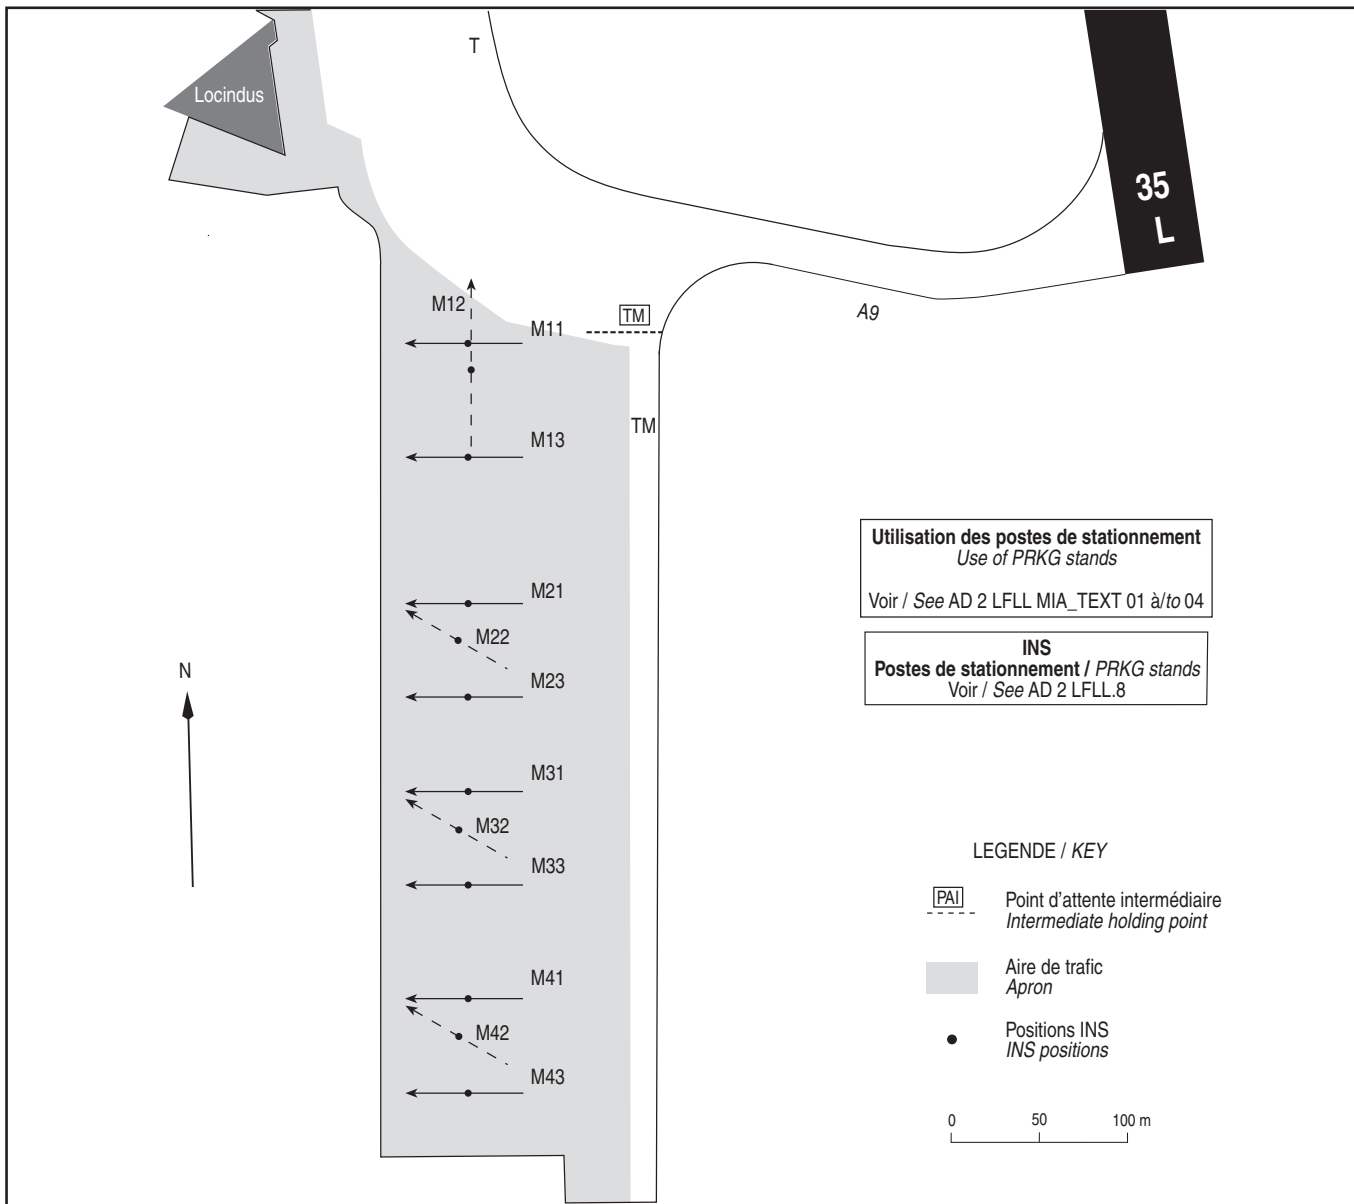 T
Locindus
35
L
M12
M11
TM
A9
M13
TM
Utilisation des postes de stationnement
Use of PRKG stands
Voir / See AD 2 LFLL MIA_TEXT 01 à/to 04
M21
M22
M23
INS
Postes de stationnement / PRKG stands
Voir / See AD 2 LFLL.8
N
M31
M32
M33
LEGENDE / KEY
PAI
Point d'attente intermédiaire
Intermediate holding point
Aire de trafic
Apron
M41
M42
M43
Positions INS
INS positions
0 50 100 m